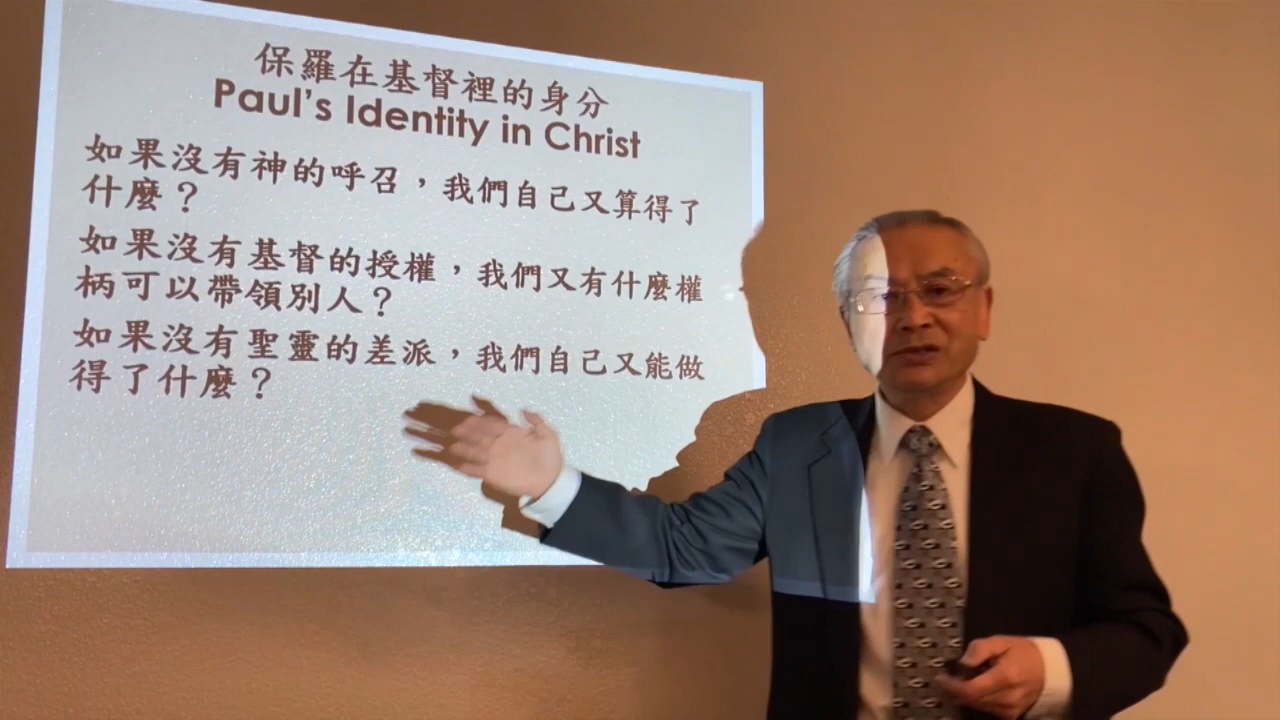 保羅在基督裡的身分
Paul's Identity in Christ
如果沒有神的呼召，我們自己又算得了
什麼？
如果沒有基督的授權，我們又有什麼權
柄可以帶領別人？
如果沒有聖靈的差派，我們自己又能做
得了什麼？